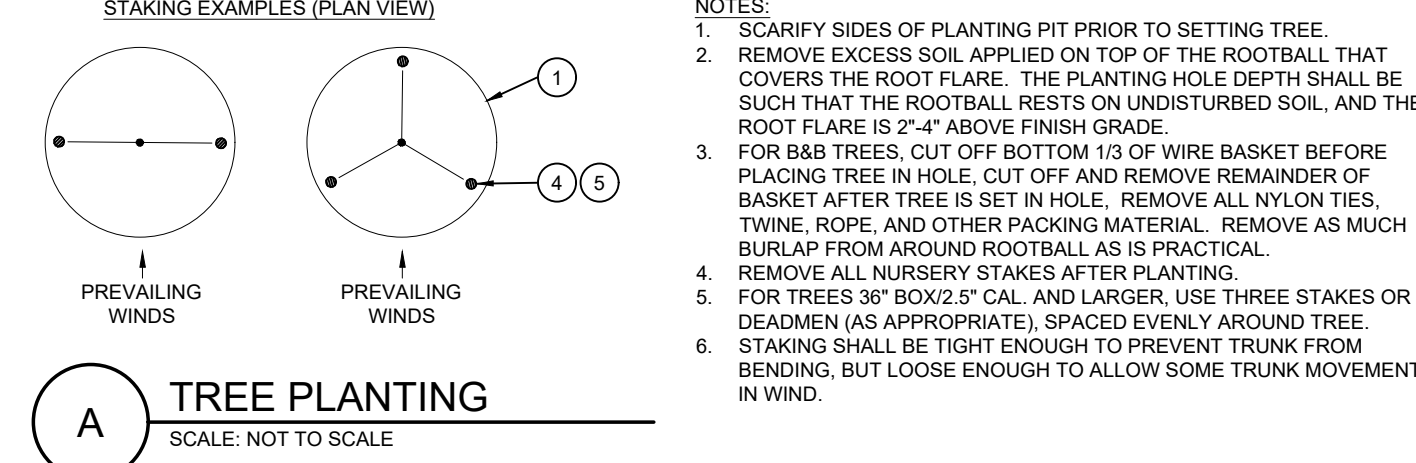 STAKING EXAMPLES (PLAN VIEW)
1
4 5
PREVAILING
WINDS
PREVAILING
WINDS
A
TREE PLANTING
SCALE: NOT TO SCALE
NOTES:
1. SCARIFY SIDES OF PLANTING PIT PRIOR TO SETTING TREE.
2. REMOVE EXCESS SOIL APPLIED ON TOP OF THE ROOTBALL THAT
COVERS THE ROOT FLARE. THE PLANTING HOLE DEPTH SHALL BE
SUCH THAT THE ROOTBALL RESTS ON UNDISTURBED SOIL, AND THE
ROOT FLARE IS 2"-4" ABOVE FINISH GRADE.
3. FOR B&B TREES, CUT OFF BOTTOM 1/3 OF WIRE BASKET BEFORE
PLACING TREE IN HOLE, CUT OFF AND REMOVE REMAINDER OF
BASKET AFTER TREE IS SET IN HOLE, REMOVE ALL NYLON TIES,
TWINE, ROPE, AND OTHER PACKING MATERIAL. REMOVE AS MUCH
BURLAP FROM AROUND ROOTBALL AS IS PRACTICAL.
4. REMOVE ALL NURSERY STAKES AFTER PLANTING.
5. FOR TREES 36" BOX/2.5" CAL. AND LARGER, USE THREE STAKES OR
DEADMEN (AS APPROPRIATE), SPACED EVENLY AROUND TREE.
6. STAKING SHALL BE TIGHT ENOUGH TO PREVENT TRUNK FROM
BENDING, BUT LOOSE ENOUGH TO ALLOW SOME TRUNK MOVEMENT
IN WIND.